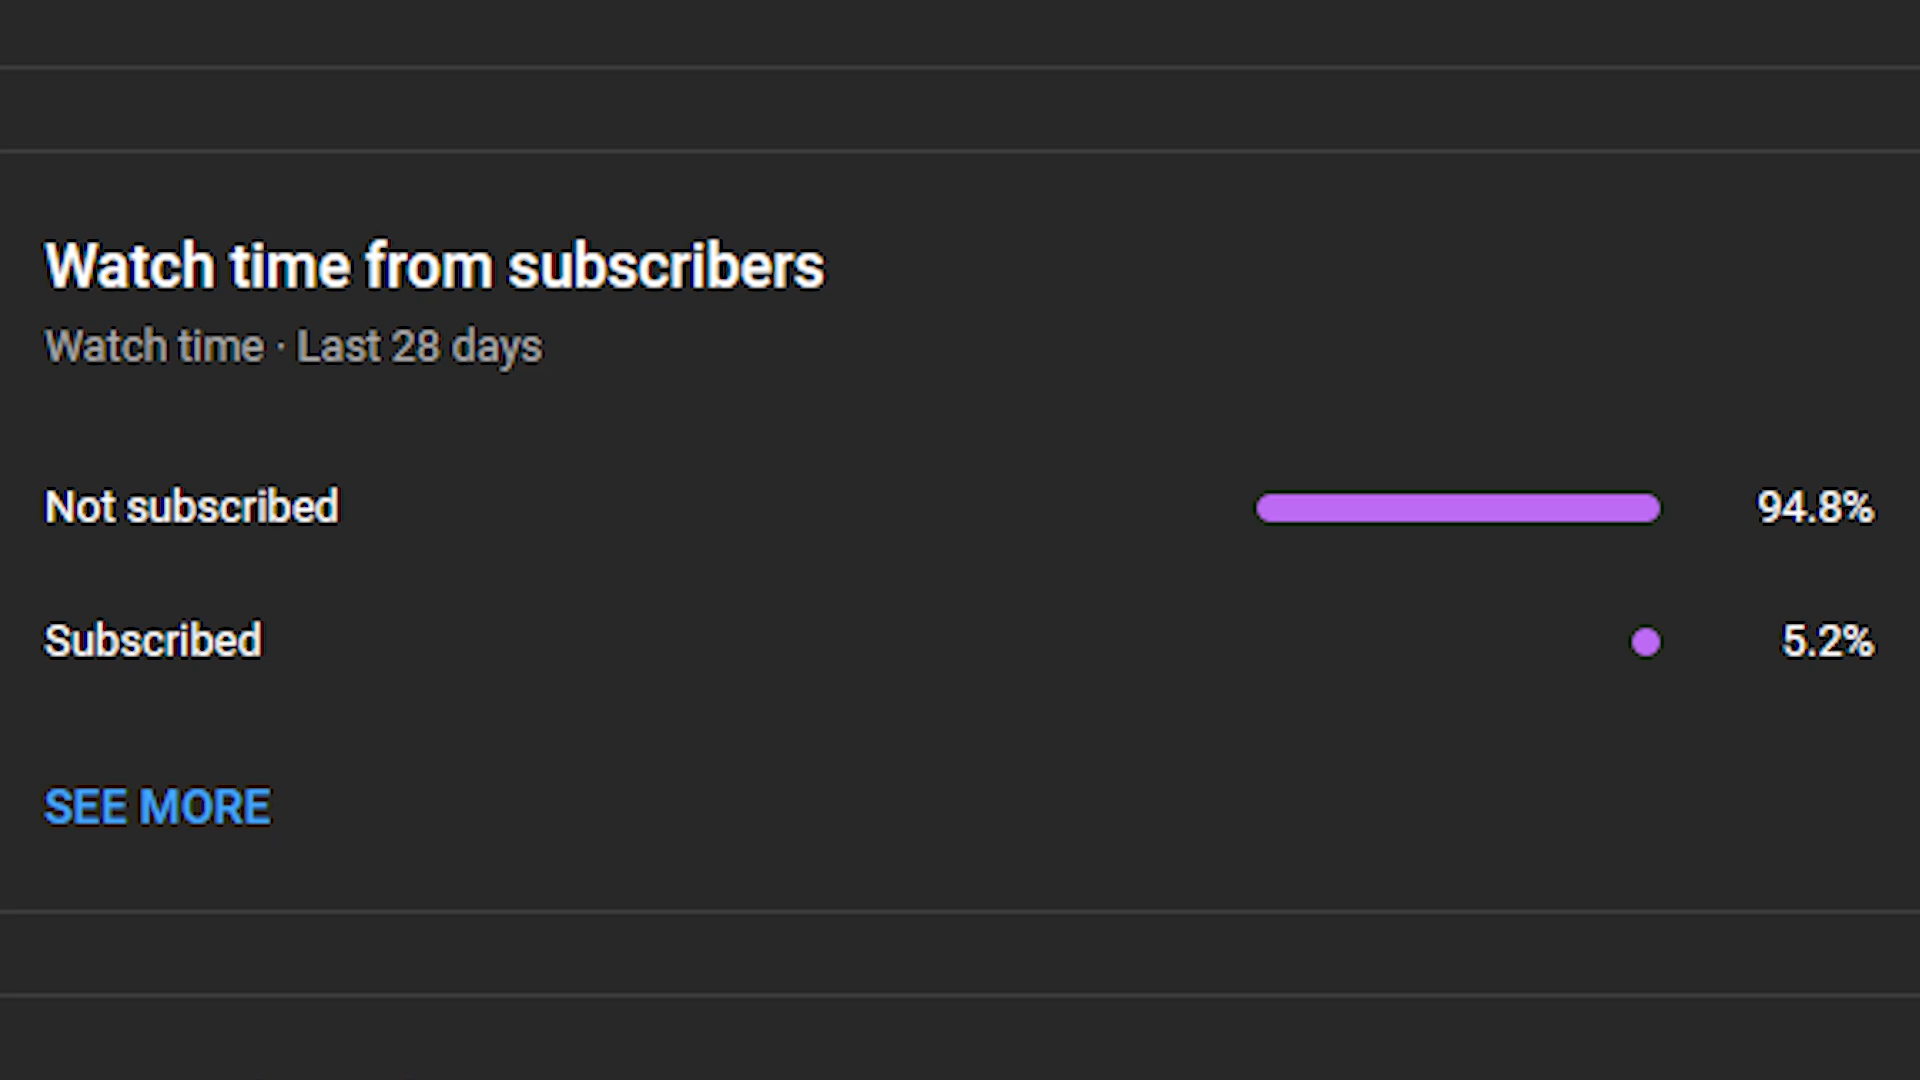 Watch time from subscribers
Watch time · Last 28 days
Not subscribed 94.8%
Subscribed 5.2%
SEE MORE